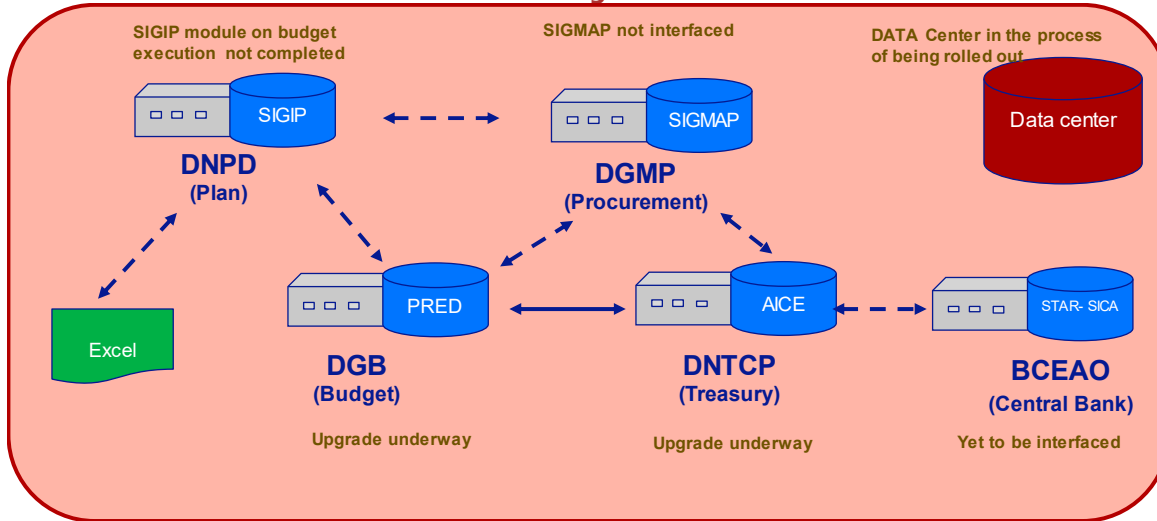 SIGIP module on budget
execution not completed
SIGMAP not interfaced
DATA Center in the process
of being rolled out
SIGIP
SIGMAP
Data center
DNPD
(Plan)
DGMP
(Procurement)
Excel
PRED
AICE
STAR- SICA
DGB
(Budget)
DNTCP
(Treasury)
BCEAO
(Central Bank)
Upgrade underway
Upgrade underway
Yet to be interfaced